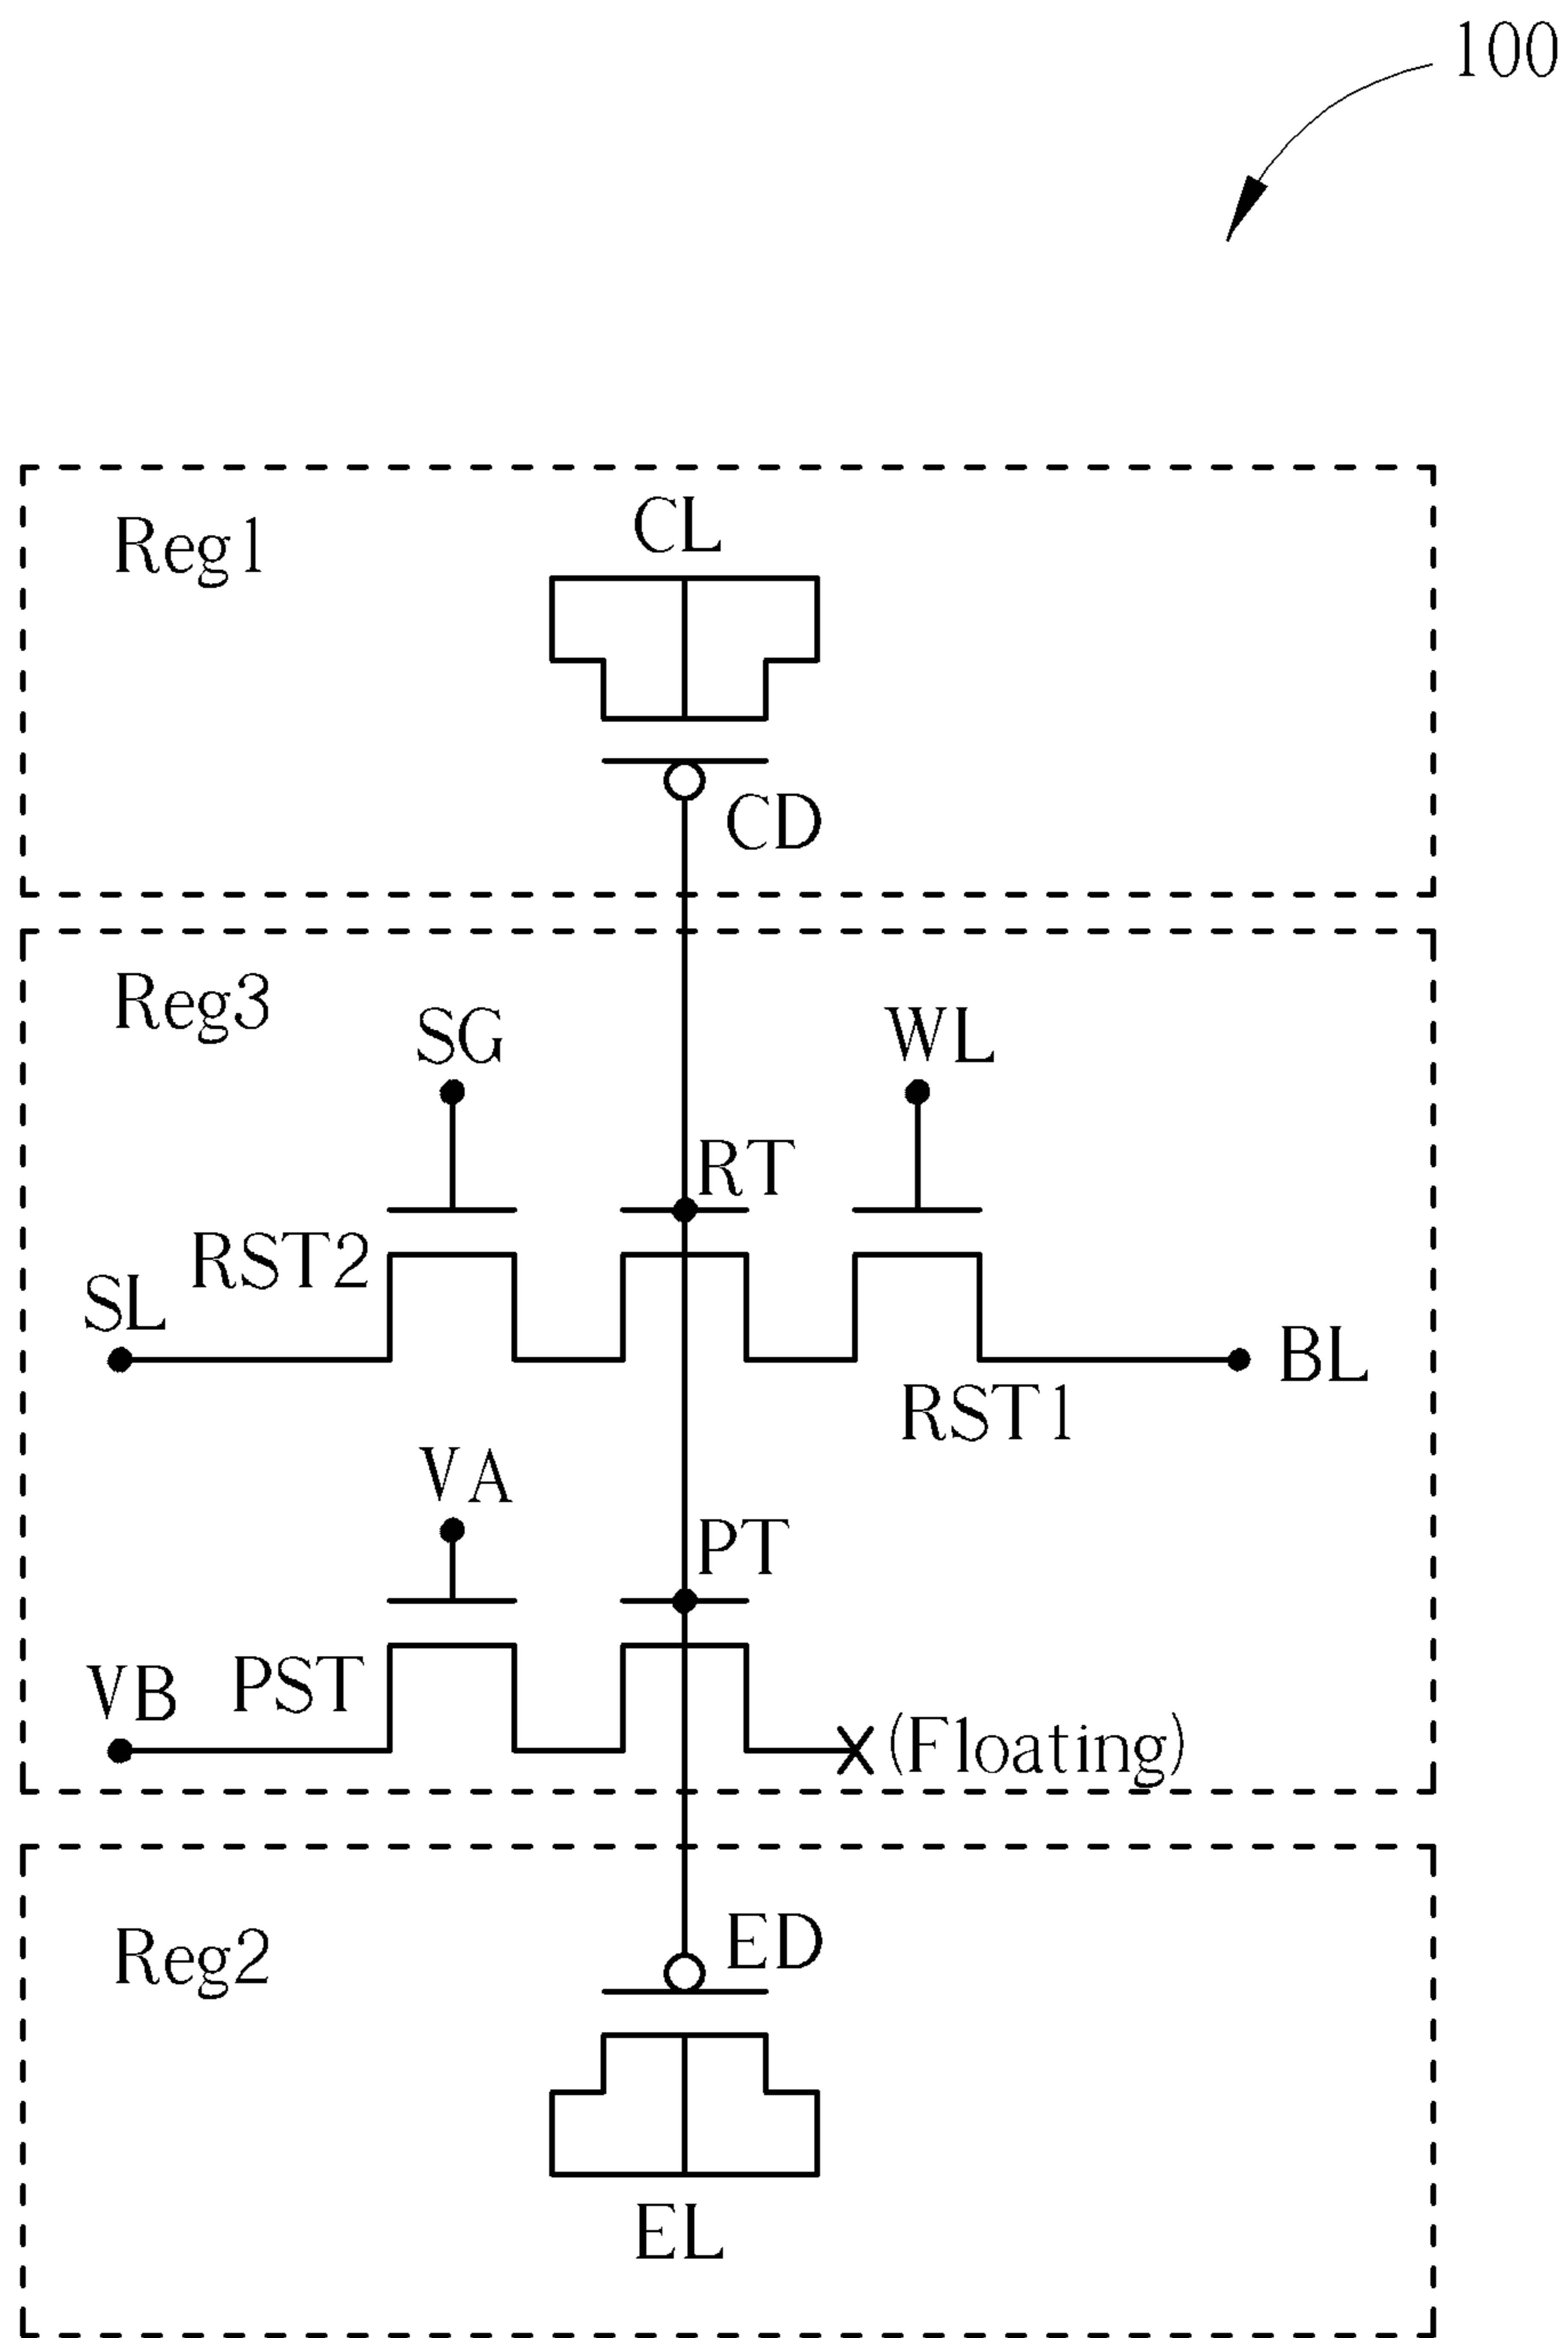 100
Reg1
CL
CD
Reg3
SG
WL
RT
RST2
SL
BL
RST1
VA
PT
VB
PST
(Floating)
Reg2
ED
EL